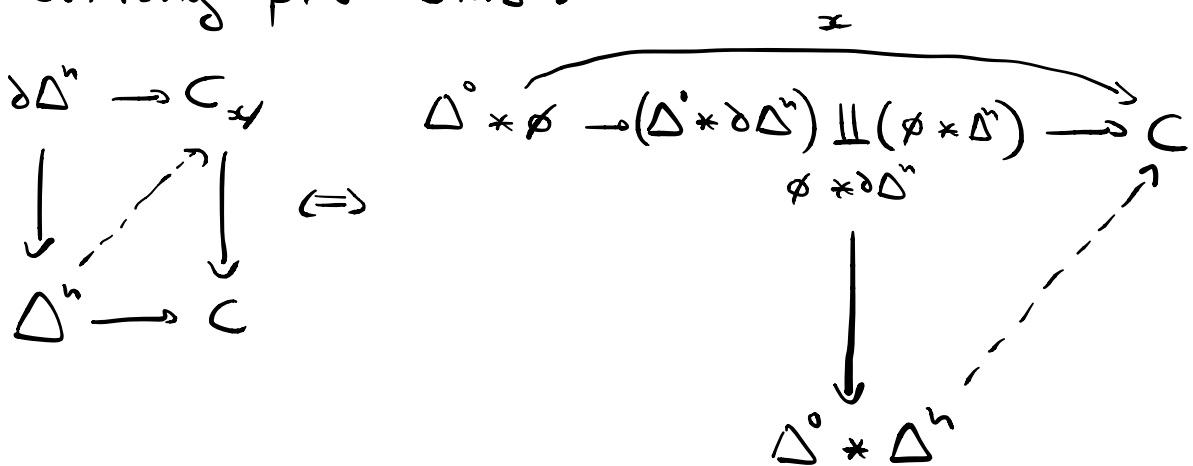 x
∂Δⁿ → C_{x/}
Δ⁰ * ∅ → (Δ⁰ * ∂Δⁿ) ⨿ (∅ * Δⁿ) → C
∅ * ∂Δⁿ
⟺
Δⁿ → C
Δ⁰ * Δⁿ